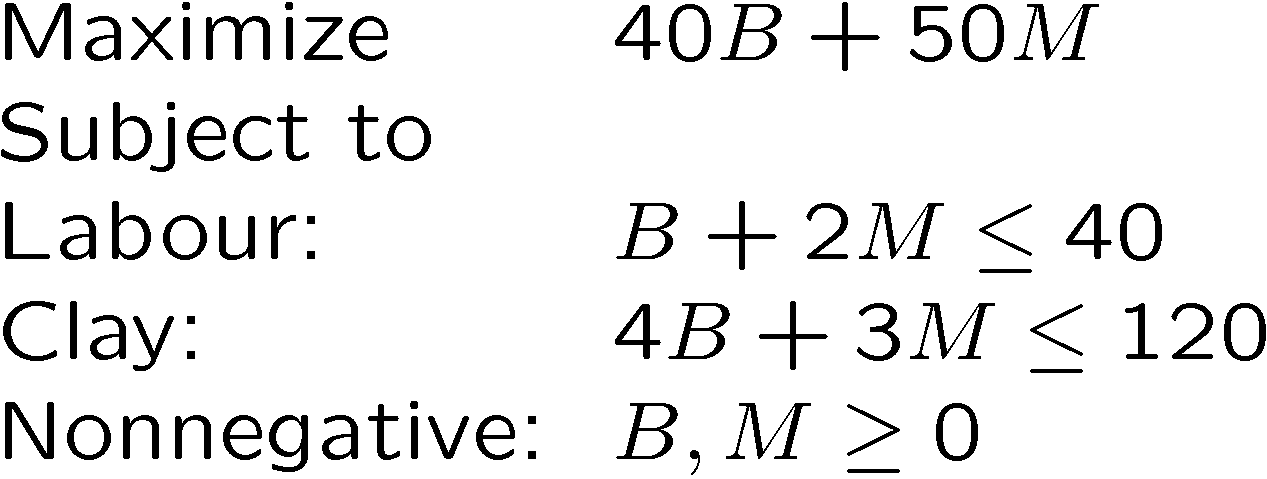 Maximize 40B + 50M
Subject to
Labour: B + 2M ≤ 40
Clay: 4B + 3M ≤ 120
Nonnegative: B, M ≥ 0